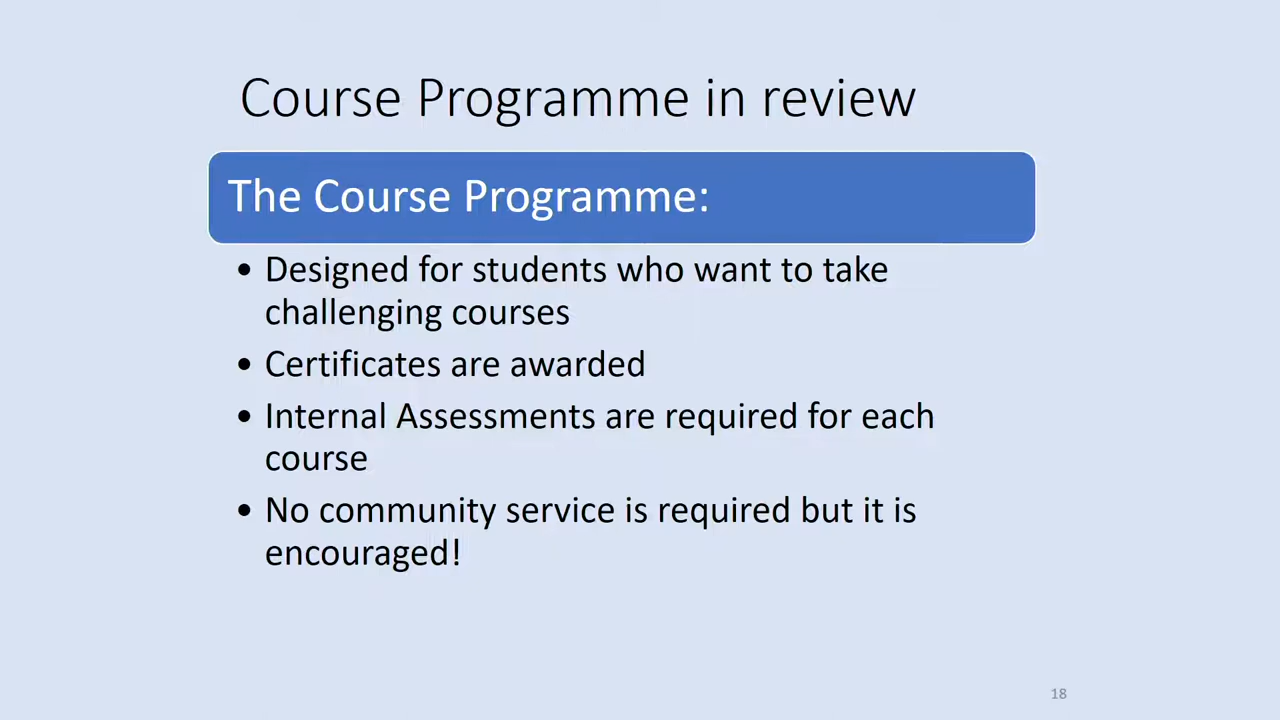 Course Programme in review
The Course Programme:
• Designed for students who want to take
challenging courses
• Certificates are awarded
• Internal Assessments are required for each
course
• No community service is required but it is
encouraged!
18